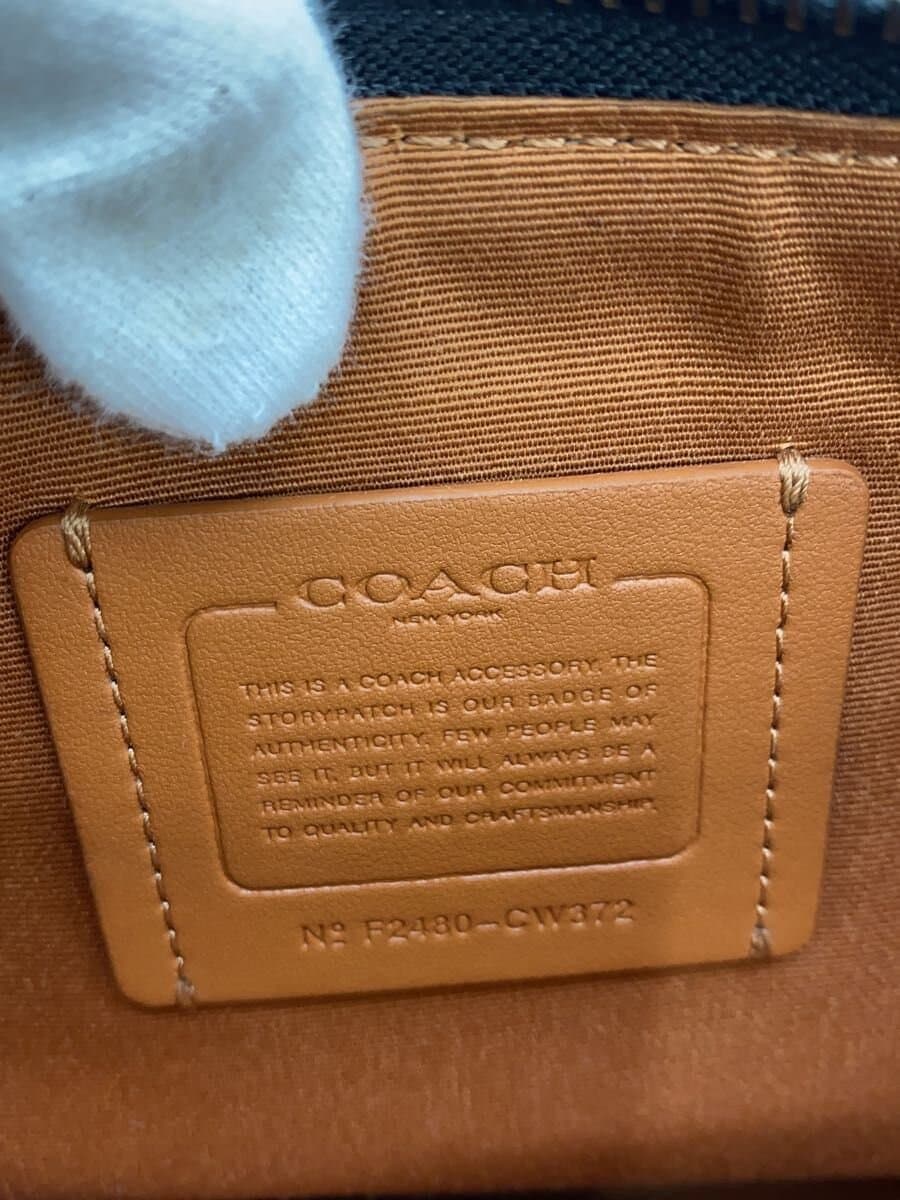 COACH
NEW YORK
THIS IS A COACH ACCESSORY. THE
STORYPATCH IS OUR BADGE OF
AUTHENTICITY. FEW PEOPLE MAY
SEE IT, BUT IT WILL ALWAYS BE A
REMINDER OF OUR COMMITMENT
TO QUALITY AND CRAFTSMANSHIP.
Nº F2480-CW372